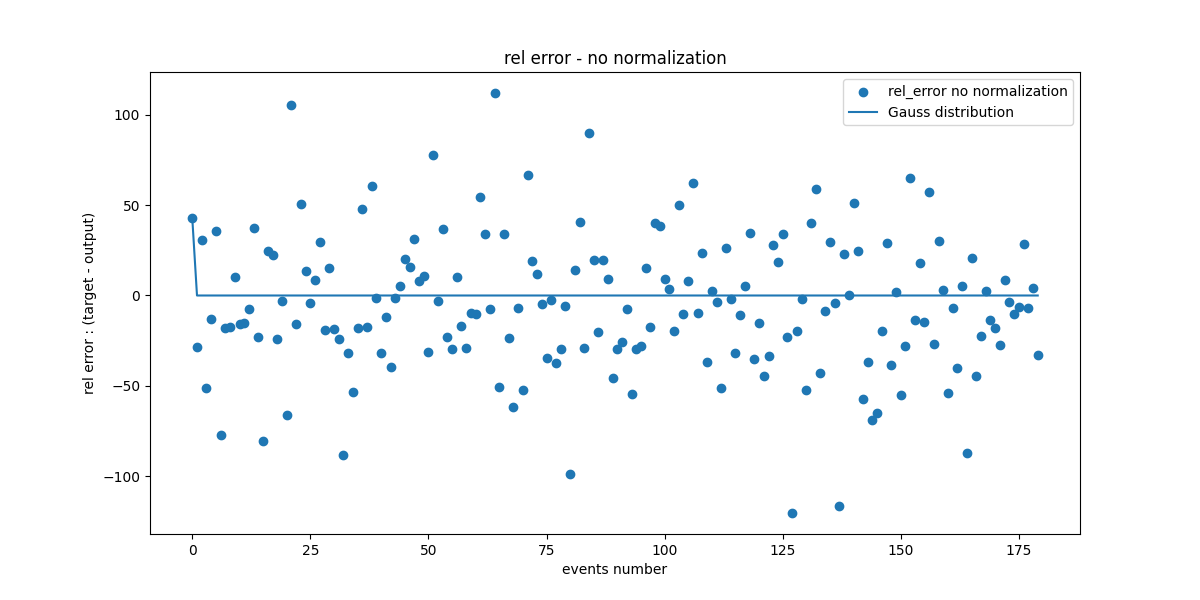 rel error - no normalization
rel_error no normalization
Gauss distribution
rel error : (target - output)
100
50
0
−50
−100
0 25 50 75 100 125 150 175
events number